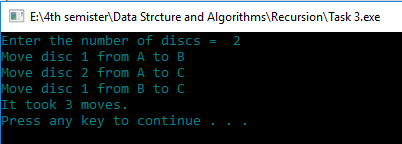 E:\4th semister\Data Strcture and Algorithms\Recursion\Task 3.exe
Enter the number of discs =  2
Move disc 1 from A to B
Move disc 2 from A to C
Move disc 1 from B to C
It took 3 moves.
Press any key to continue . . .